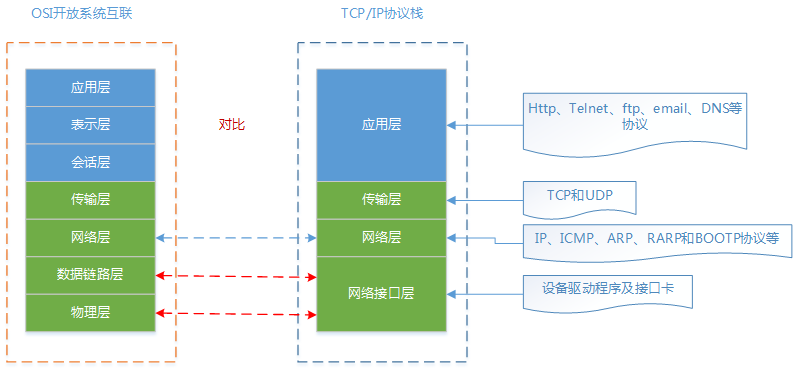 OSI开放系统互联
TCP/IP协议栈
应用层
表示层
会话层
传输层
网络层
数据链路层
物理层
对比
应用层
传输层
网络层
网络接口层
Http、Telnet、ftp、email、DNS等
协议
TCP和UDP
IP、ICMP、ARP、RARP和BOOTP协议等
设备驱动程序及接口卡